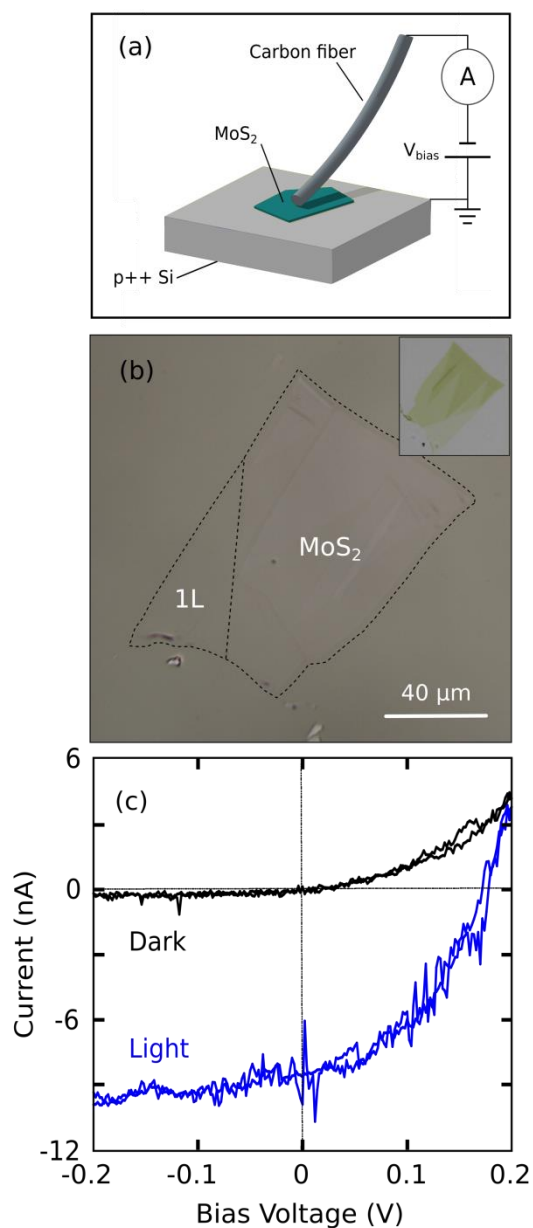 (a)
Carbon fiber
A
MoS₂
V_bias
p++ Si
(b)
MoS₂
1L
40 µm
6
(c)
0
Dark
-6
Light
-12
-0.2 -0.1 0 0.1 0.2
Current (nA)
Bias Voltage (V)